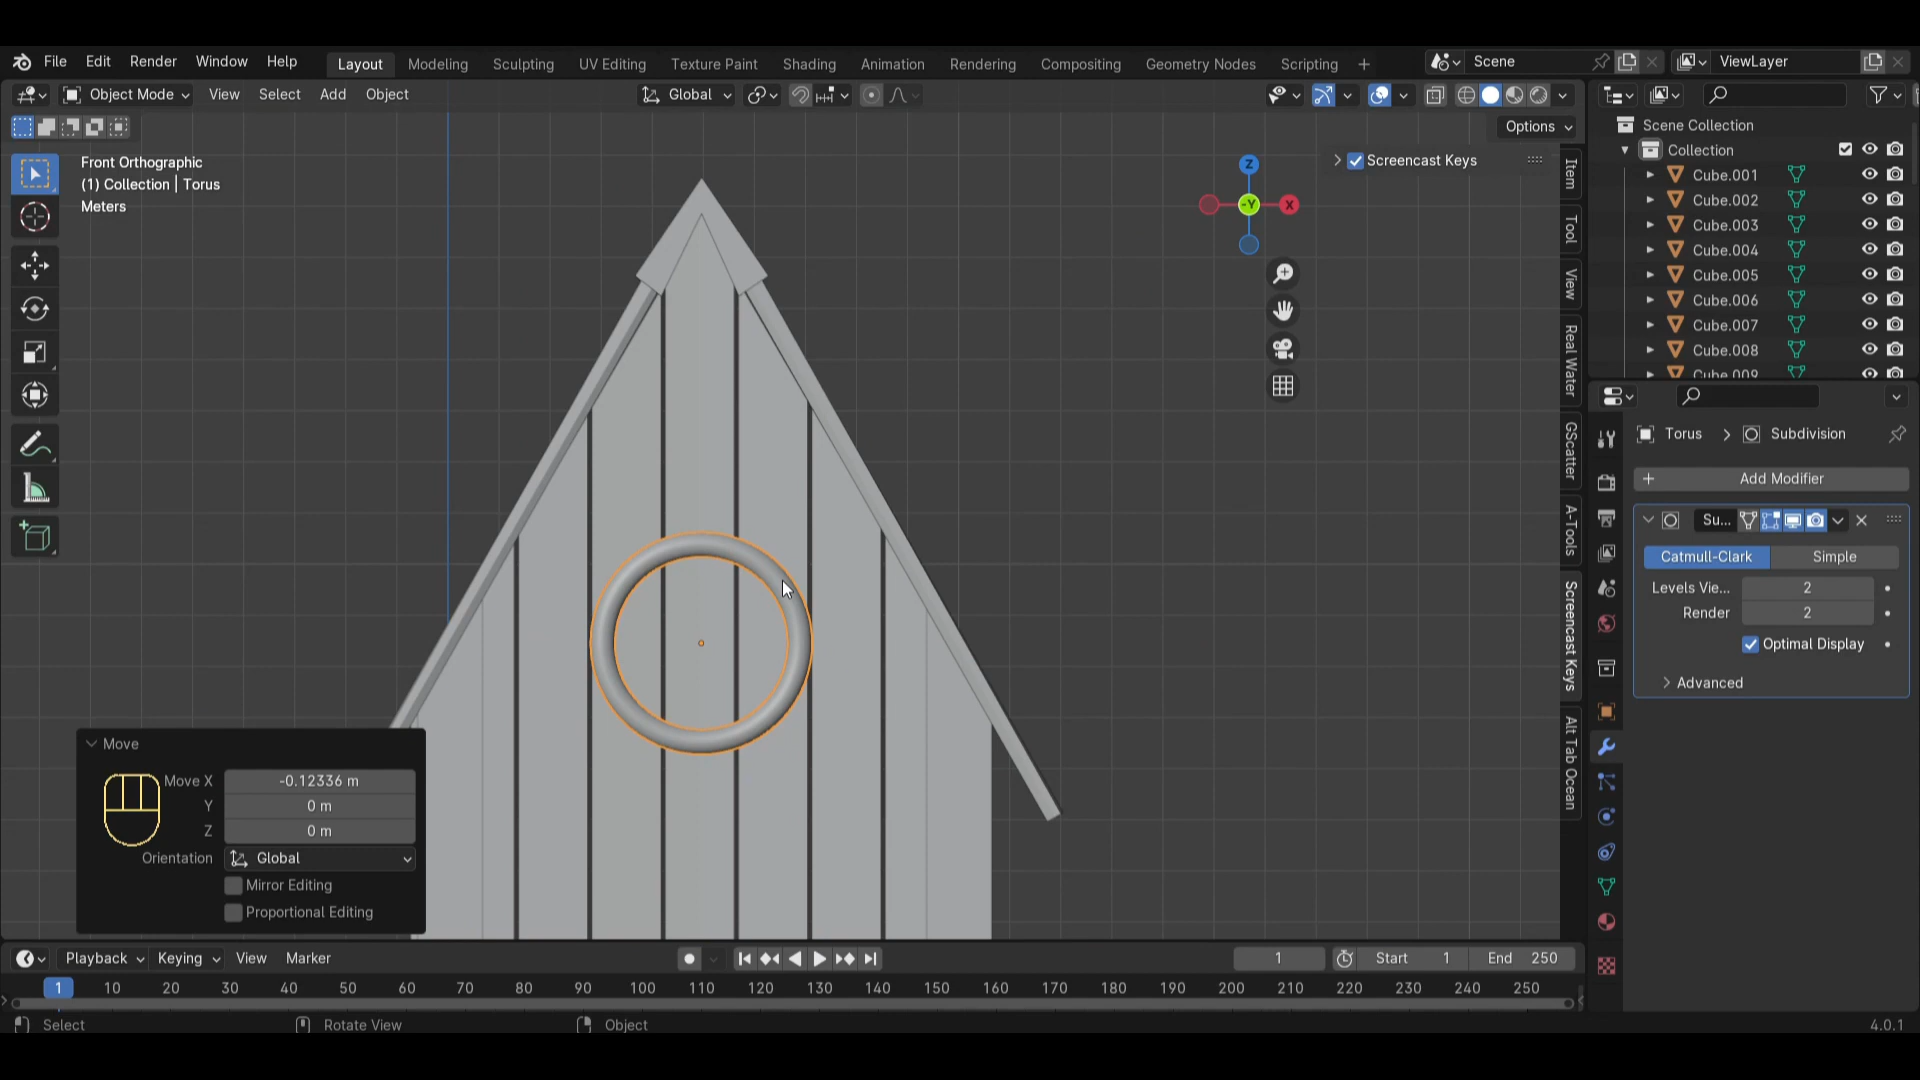 File Edit Render Window Help Layout Modeling Sculpting UV Editing Texture Paint Shading Animation Rendering Compositing Geometry Nodes Scripting + Scene ViewLayer
Object Mode View Select Add Object Global
Options
Front Orthographic
(1) Collection | Torus
Meters
Screencast Keys
Z
-Y
X
Item
Tool
View
Real Water
GScatter
A-Tools
Screencast Keys
Alt Tab Ocean
Scene Collection
Collection
Cube.001
Cube.002
Cube.003
Cube.004
Cube.005
Cube.006
Cube.007
Cube.008
Cube.009
Torus > Subdivision
+ Add Modifier
Su...
Catmull-Clark Simple
Levels Vie... 2
Render 2
Optimal Display
Advanced
Move
Move X -0.12336 m
Y 0 m
Z 0 m
Orientation Global
Mirror Editing
Proportional Editing
Playback Keying View Marker 1 Start 1 End 250
1 10 20 30 40 50 60 70 80 90 100 110 120 130 140 150 160 170 180 190 200 210 220 230 240 250
Select Rotate View Object 4.0.1